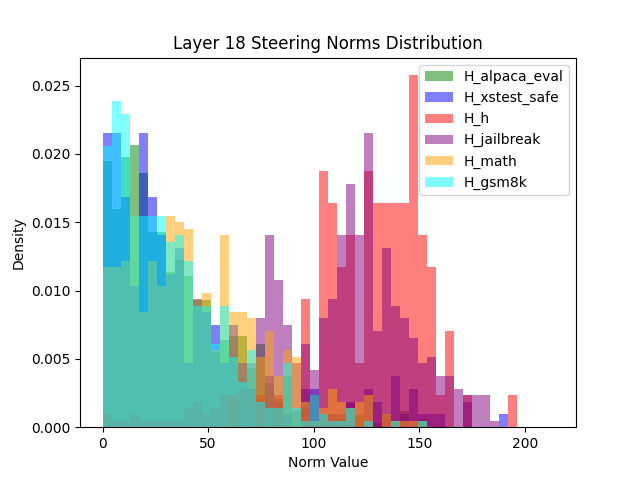 Layer 18 Steering Norms Distribution
0.025
0.020
0.015
0.010
0.005
0.000
Density
0
50
100
150
200
Norm Value
H_alpaca_eval
H_xstest_safe
H_h
H_jailbreak
H_math
H_gsm8k